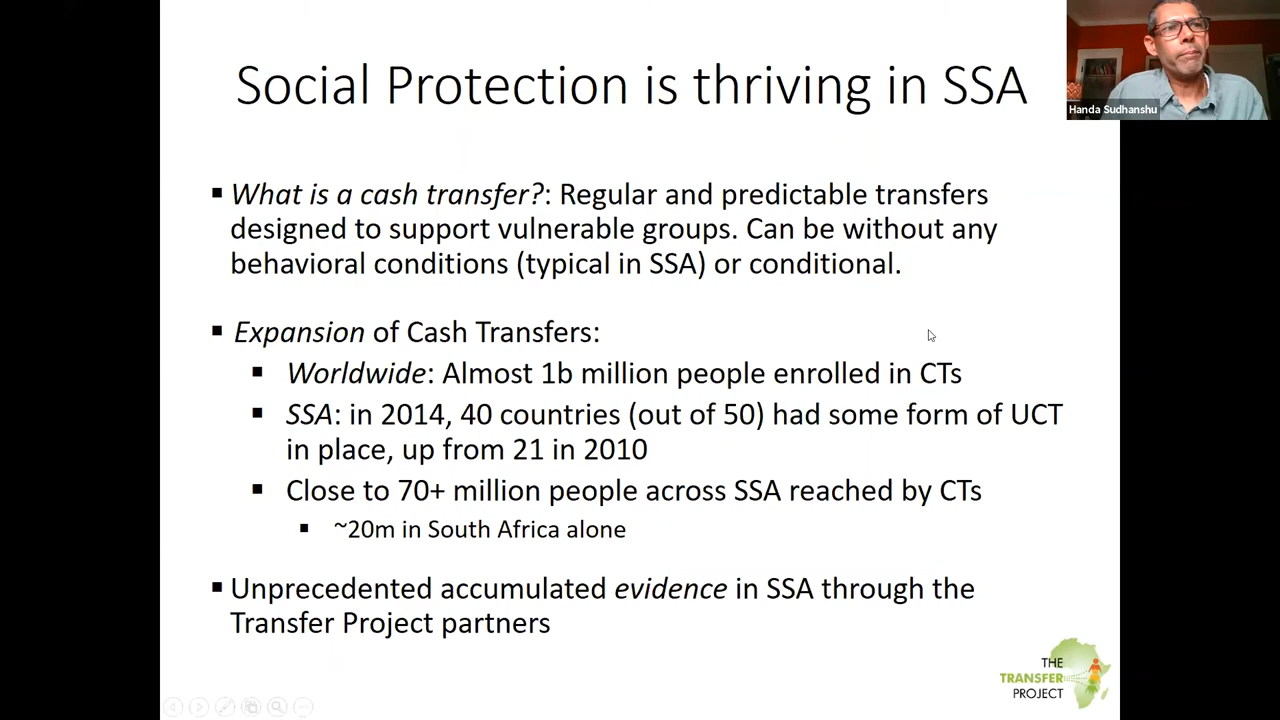 Social Protection is thriving in SSA
Handa Sudhanshu
▪ What is a cash transfer?: Regular and predictable transfers
designed to support vulnerable groups. Can be without any
behavioral conditions (typical in SSA) or conditional.
▪ Expansion of Cash Transfers:
▪ Worldwide: Almost 1b million people enrolled in CTs
▪ SSA: in 2014, 40 countries (out of 50) had some form of UCT
in place, up from 21 in 2010
▪ Close to 70+ million people across SSA reached by CTs
▪ ~20m in South Africa alone
▪ Unprecedented accumulated evidence in SSA through the
Transfer Project partners
THE
TRANSFER
PROJECT